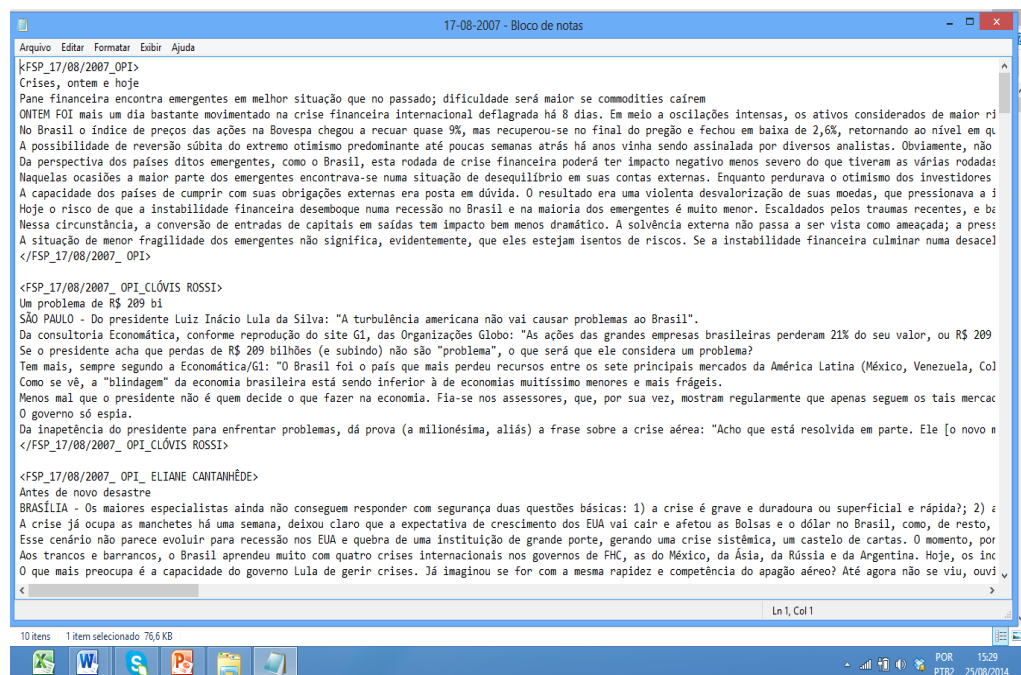 17-08-2007 - Bloco de notas
Arquivo Editar Formatar Exibir Ajuda
<FSP_17/08/2007_OPI>
Crises, ontem e hoje
Pane financeira encontra emergentes em melhor situação que no passado; dificuldade será maior se commodities caírem
ONTEM FOI mais um dia bastante movimentado na crise financeira internacional deflagrada há 8 dias. Em meio a oscilações intensas, os ativos considerados de maior ri
No Brasil o índice de preços das ações na Bovespa chegou a recuar quase 9%, mas recuperou-se no final do pregão e fechou em baixa de 2,6%, retornando ao nível em qu
A possibilidade de reversão súbita do extremo otimismo predominante até poucas semanas atrás há anos vinha sendo assinalada por diversos analistas. Obviamente, não
Da perspectiva dos países ditos emergentes, como o Brasil, esta rodada de crise financeira poderá ter impacto negativo menos severo do que tiveram as várias rodadas
Naquelas ocasiões a maior parte dos emergentes encontrava-se numa situação de desequilíbrio em suas contas externas. Enquanto perdurava o otimismo dos investidores
A capacidade dos países de cumprir com suas obrigações externas era posta em dúvida. O resultado era uma violenta desvalorização de suas moedas, que pressionava a i
Hoje o risco de que a instabilidade financeira desemboque numa recessão no Brasil e na maioria dos emergentes é muito menor. Escaldados pelos traumas recentes, e ba
Nessa circunstância, a conversão de entradas de capitais em saídas tem impacto bem menos dramático. A solvência externa não passa a ser vista como ameaçada; a press
A situação de menor fragilidade dos emergentes não significa, evidentemente, que eles estejam isentos de riscos. Se a instabilidade financeira culminar numa desacel
</FSP_17/08/2007_ OPI>
<FSP_17/08/2007_ OPI_CLÓVIS ROSSI>
Um problema de R$ 209 bi
SÃO PAULO - Do presidente Luiz Inácio Lula da Silva: "A turbulência americana não vai causar problemas ao Brasil".
Da consultoria Economática, conforme reprodução do site G1, das Organizações Globo: "As ações das grandes empresas brasileiras perderam 21% do seu valor, ou R$ 209
Se o presidente acha que perdas de R$ 209 bilhões (e subindo) não são "problema", o que será que ele considera um problema?
Tem mais, sempre segundo a Economática/G1: "O Brasil foi o país que mais perdeu recursos entre os sete principais mercados da América Latina (México, Venezuela, Col
Como se vê, a "blindagem" da economia brasileira está sendo inferior à de economias muitíssimo menores e mais frágeis.
Menos mal que o presidente não é quem decide o que fazer na economia. Fia-se nos assessores, que, por sua vez, mostram regularmente que apenas seguem os tais mercad
O governo só espia.
Da inapetência do presidente para enfrentar problemas, dá prova (a milionésima, aliás) a frase sobre a crise aérea: "Acho que está resolvida em parte. Ele [o novo m
</FSP_17/08/2007_ OPI_CLÓVIS ROSSI>
<FSP_17/08/2007_ OPI_ ELIANE CANTANHÊDE>
Antes de novo desastre
BRASÍLIA - Os maiores especialistas ainda não conseguem responder com segurança duas questões básicas: 1) a crise é grave e duradoura ou superficial e rápida?; 2) a
A crise já ocupa as manchetes há uma semana, deixou claro que a expectativa de crescimento dos EUA vai cair e afetou as Bolsas e o dólar no Brasil, como, de resto,
Esse cenário não parece evoluir para recessão nos EUA e quebra de uma instituição de grande porte, gerando uma crise sistêmica, um castelo de cartas. O momento, por
Aos trancos e barrancos, o Brasil aprendeu muito com quatro crises internacionais nos governos de FHC, as do México, da Ásia, da Rússia e da Argentina. Hoje, os ind
O que mais preocupa é a capacidade do governo Lula de gerir crises. Já imaginou se for com a mesma rapidez e competência do apagão aéreo? Até agora não se viu, ouvi
Ln 1, Col 1
10 itens 1 item selecionado 76,6 KB
POR 15:29
PTB2 25/08/2014